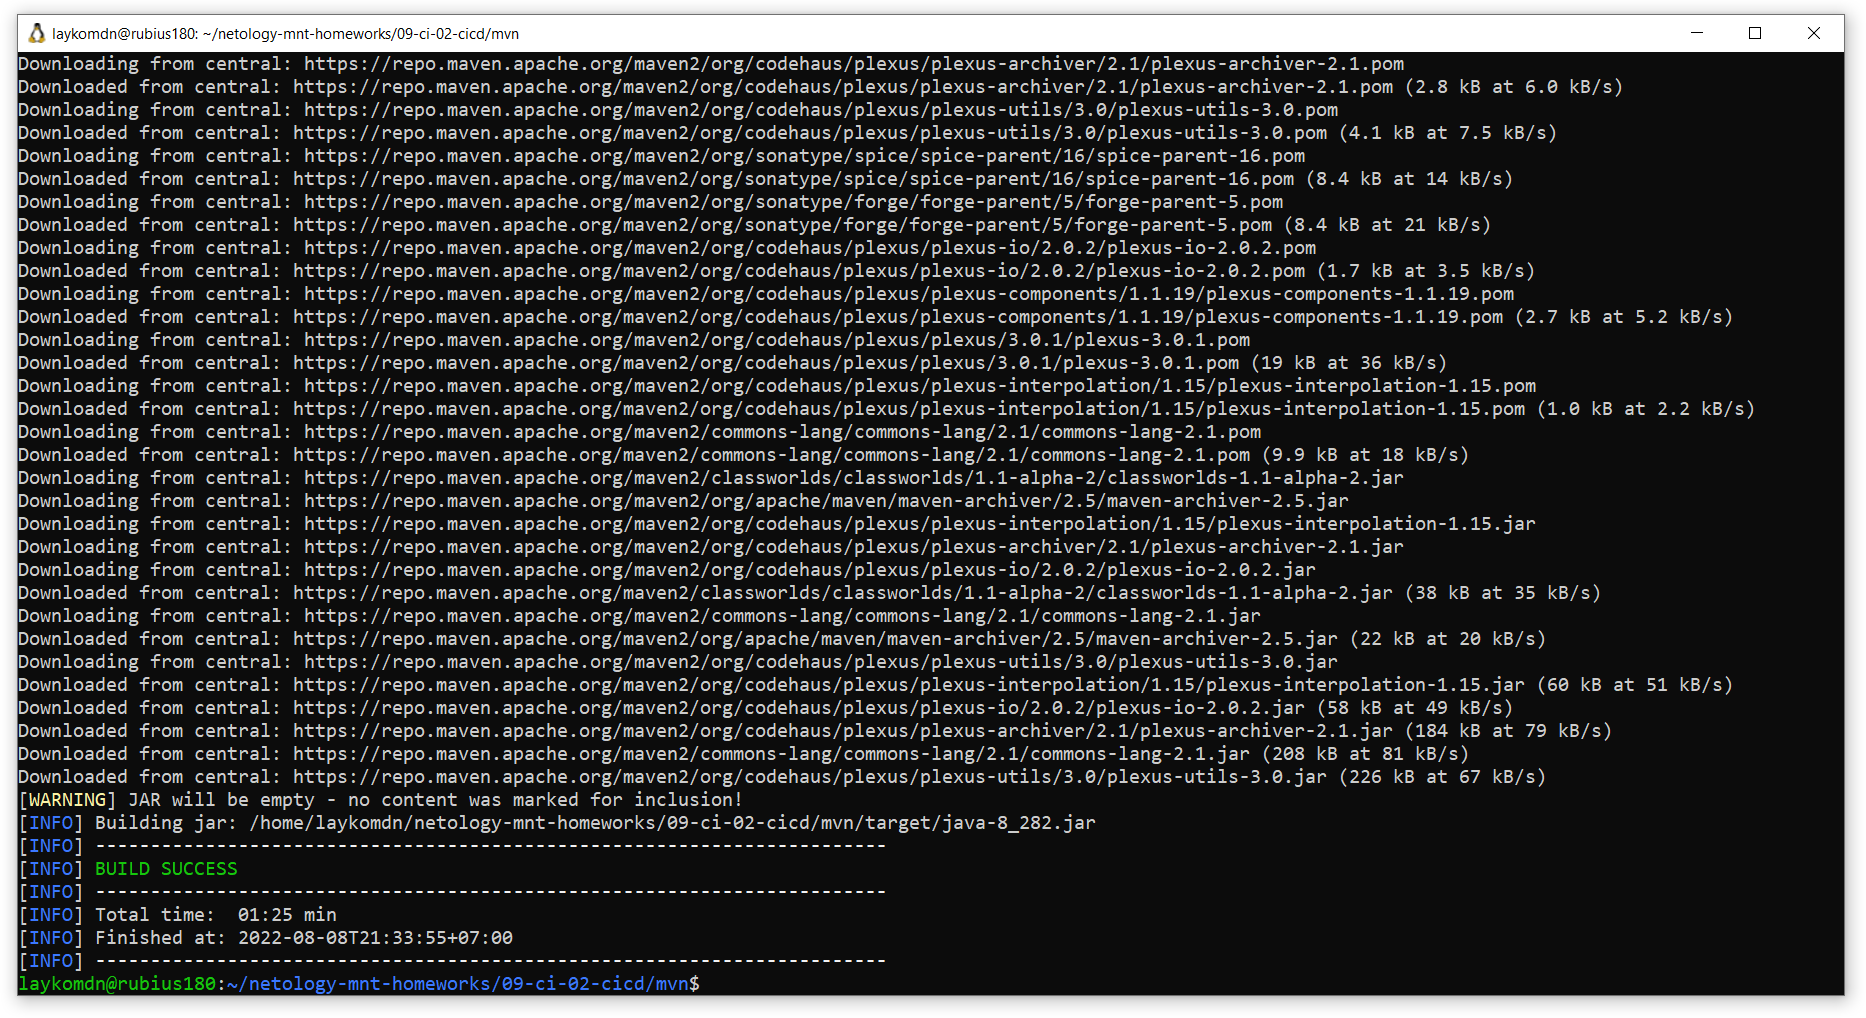 laykomdn@rubius180: ~/netology-mnt-homeworks/09-ci-02-cicd/mvn
Downloading from central: https://repo.maven.apache.org/maven2/org/codehaus/plexus/plexus-archiver/2.1/plexus-archiver-2.1.pom
Downloaded from central: https://repo.maven.apache.org/maven2/org/codehaus/plexus/plexus-archiver/2.1/plexus-archiver-2.1.pom (2.8 kB at 6.0 kB/s)
Downloading from central: https://repo.maven.apache.org/maven2/org/codehaus/plexus/plexus-utils/3.0/plexus-utils-3.0.pom
Downloaded from central: https://repo.maven.apache.org/maven2/org/codehaus/plexus/plexus-utils/3.0/plexus-utils-3.0.pom (4.1 kB at 7.5 kB/s)
Downloading from central: https://repo.maven.apache.org/maven2/org/sonatype/spice/spice-parent/16/spice-parent-16.pom
Downloaded from central: https://repo.maven.apache.org/maven2/org/sonatype/spice/spice-parent/16/spice-parent-16.pom (8.4 kB at 14 kB/s)
Downloading from central: https://repo.maven.apache.org/maven2/org/sonatype/forge/forge-parent/5/forge-parent-5.pom
Downloaded from central: https://repo.maven.apache.org/maven2/org/sonatype/forge/forge-parent/5/forge-parent-5.pom (8.4 kB at 21 kB/s)
Downloading from central: https://repo.maven.apache.org/maven2/org/codehaus/plexus/plexus-io/2.0.2/plexus-io-2.0.2.pom
Downloaded from central: https://repo.maven.apache.org/maven2/org/codehaus/plexus/plexus-io/2.0.2/plexus-io-2.0.2.pom (1.7 kB at 3.5 kB/s)
Downloading from central: https://repo.maven.apache.org/maven2/org/codehaus/plexus/plexus-components/1.1.19/plexus-components-1.1.19.pom
Downloaded from central: https://repo.maven.apache.org/maven2/org/codehaus/plexus/plexus-components/1.1.19/plexus-components-1.1.19.pom (2.7 kB at 5.2 kB/s)
Downloading from central: https://repo.maven.apache.org/maven2/org/codehaus/plexus/plexus/3.0.1/plexus-3.0.1.pom
Downloaded from central: https://repo.maven.apache.org/maven2/org/codehaus/plexus/plexus/3.0.1/plexus-3.0.1.pom (19 kB at 36 kB/s)
Downloading from central: https://repo.maven.apache.org/maven2/org/codehaus/plexus/plexus-interpolation/1.15/plexus-interpolation-1.15.pom
Downloaded from central: https://repo.maven.apache.org/maven2/org/codehaus/plexus/plexus-interpolation/1.15/plexus-interpolation-1.15.pom (1.0 kB at 2.2 kB/s)
Downloading from central: https://repo.maven.apache.org/maven2/commons-lang/commons-lang/2.1/commons-lang-2.1.pom
Downloaded from central: https://repo.maven.apache.org/maven2/commons-lang/commons-lang/2.1/commons-lang-2.1.pom (9.9 kB at 18 kB/s)
Downloading from central: https://repo.maven.apache.org/maven2/classworlds/classworlds/1.1-alpha-2/classworlds-1.1-alpha-2.jar
Downloading from central: https://repo.maven.apache.org/maven2/org/apache/maven/maven-archiver/2.5/maven-archiver-2.5.jar
Downloading from central: https://repo.maven.apache.org/maven2/org/codehaus/plexus/plexus-interpolation/1.15/plexus-interpolation-1.15.jar
Downloading from central: https://repo.maven.apache.org/maven2/org/codehaus/plexus/plexus-archiver/2.1/plexus-archiver-2.1.jar
Downloading from central: https://repo.maven.apache.org/maven2/org/codehaus/plexus/plexus-io/2.0.2/plexus-io-2.0.2.jar
Downloaded from central: https://repo.maven.apache.org/maven2/classworlds/classworlds/1.1-alpha-2/classworlds-1.1-alpha-2.jar (38 kB at 35 kB/s)
Downloading from central: https://repo.maven.apache.org/maven2/commons-lang/commons-lang/2.1/commons-lang-2.1.jar
Downloaded from central: https://repo.maven.apache.org/maven2/org/apache/maven/maven-archiver/2.5/maven-archiver-2.5.jar (22 kB at 20 kB/s)
Downloading from central: https://repo.maven.apache.org/maven2/org/codehaus/plexus/plexus-utils/3.0/plexus-utils-3.0.jar
Downloaded from central: https://repo.maven.apache.org/maven2/org/codehaus/plexus/plexus-interpolation/1.15/plexus-interpolation-1.15.jar (60 kB at 51 kB/s)
Downloaded from central: https://repo.maven.apache.org/maven2/org/codehaus/plexus/plexus-io/2.0.2/plexus-io-2.0.2.jar (58 kB at 49 kB/s)
Downloaded from central: https://repo.maven.apache.org/maven2/org/codehaus/plexus/plexus-archiver/2.1/plexus-archiver-2.1.jar (184 kB at 79 kB/s)
Downloaded from central: https://repo.maven.apache.org/maven2/commons-lang/commons-lang/2.1/commons-lang-2.1.jar (208 kB at 81 kB/s)
Downloaded from central: https://repo.maven.apache.org/maven2/org/codehaus/plexus/plexus-utils/3.0/plexus-utils-3.0.jar (226 kB at 67 kB/s)
[WARNING] JAR will be empty - no content was marked for inclusion!
[INFO] Building jar: /home/laykomdn/netology-mnt-homeworks/09-ci-02-cicd/mvn/target/java-8_282.jar
[INFO] ------------------------------------------------------------------------
[INFO] BUILD SUCCESS
[INFO] ------------------------------------------------------------------------
[INFO] Total time:  01:25 min
[INFO] Finished at: 2022-08-08T21:33:55+07:00
[INFO] ------------------------------------------------------------------------
laykomdn@rubius180:~/netology-mnt-homeworks/09-ci-02-cicd/mvn$